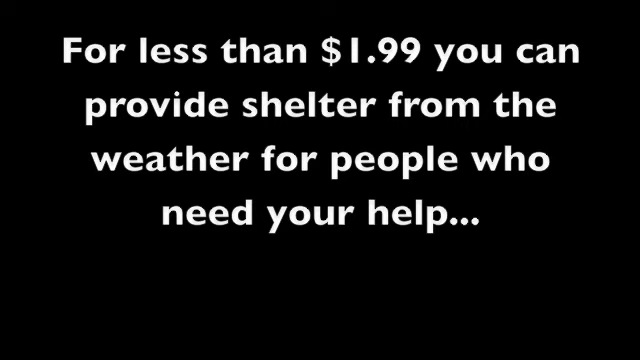 For less than $1.99 you can
provide shelter from the
weather for people who
need your help...